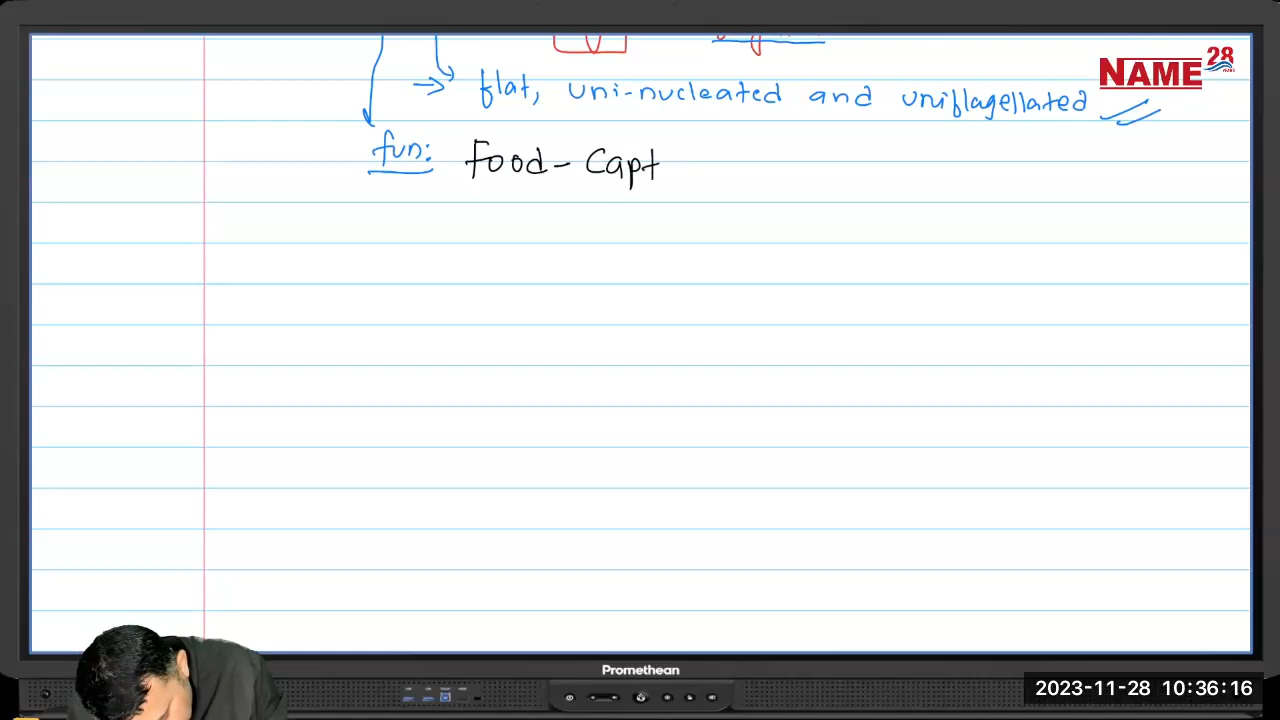 → flat, uni-nucleated and uniflagellated
fun: Food - Capt
NAME 28
Promethean
2023-11-28 10:36:16